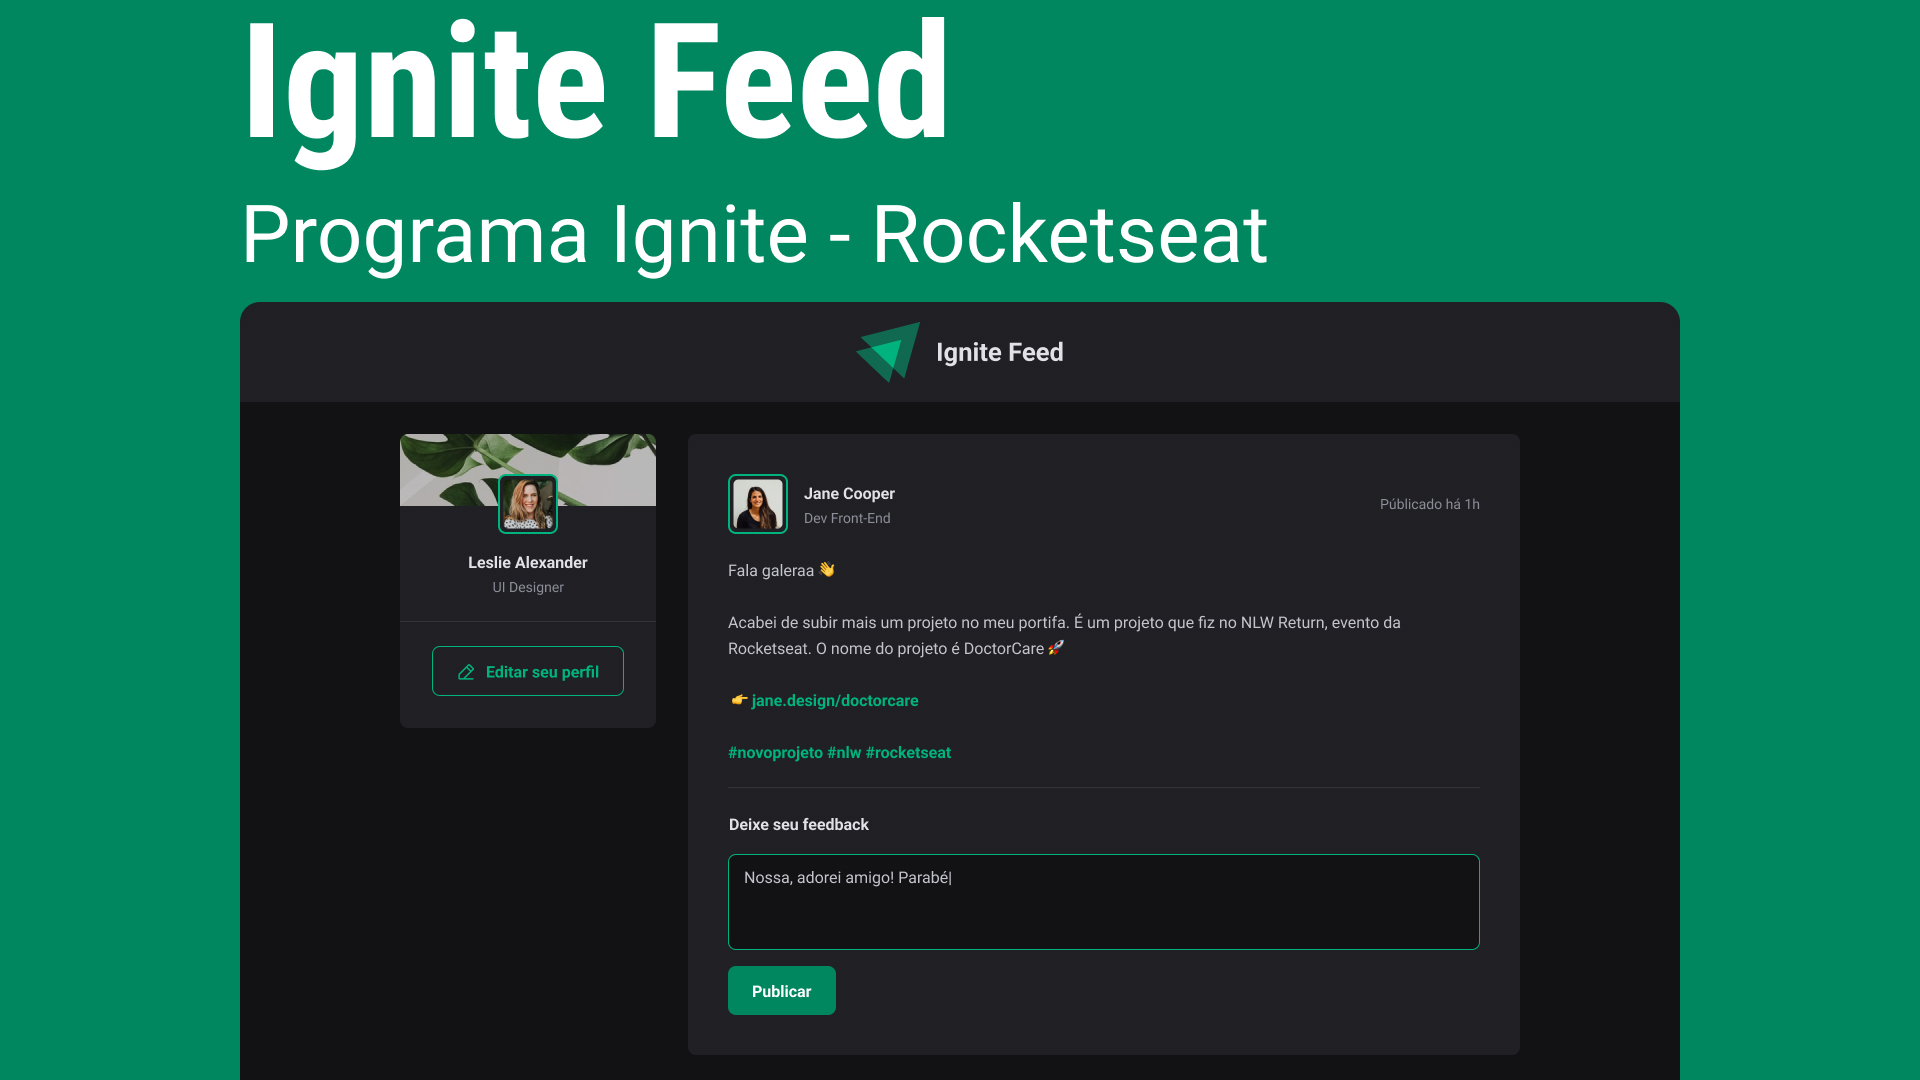 Ignite Feed
Programa Ignite - Rocketseat
Ignite Feed
Leslie Alexander
UI Designer
Editar seu perfil
Jane Cooper
Dev Front-End
Públicado há 1h
Fala galeraa 👋
Acabei de subir mais um projeto no meu portifa. É um projeto que fiz no NLW Return, evento da
Rocketseat. O nome do projeto é DoctorCare 🚀
👉 jane.design/doctorcare
#novoprojeto #nlw #rocketseat
Deixe seu feedback
Nossa, adorei amigo! Parabé|
Publicar